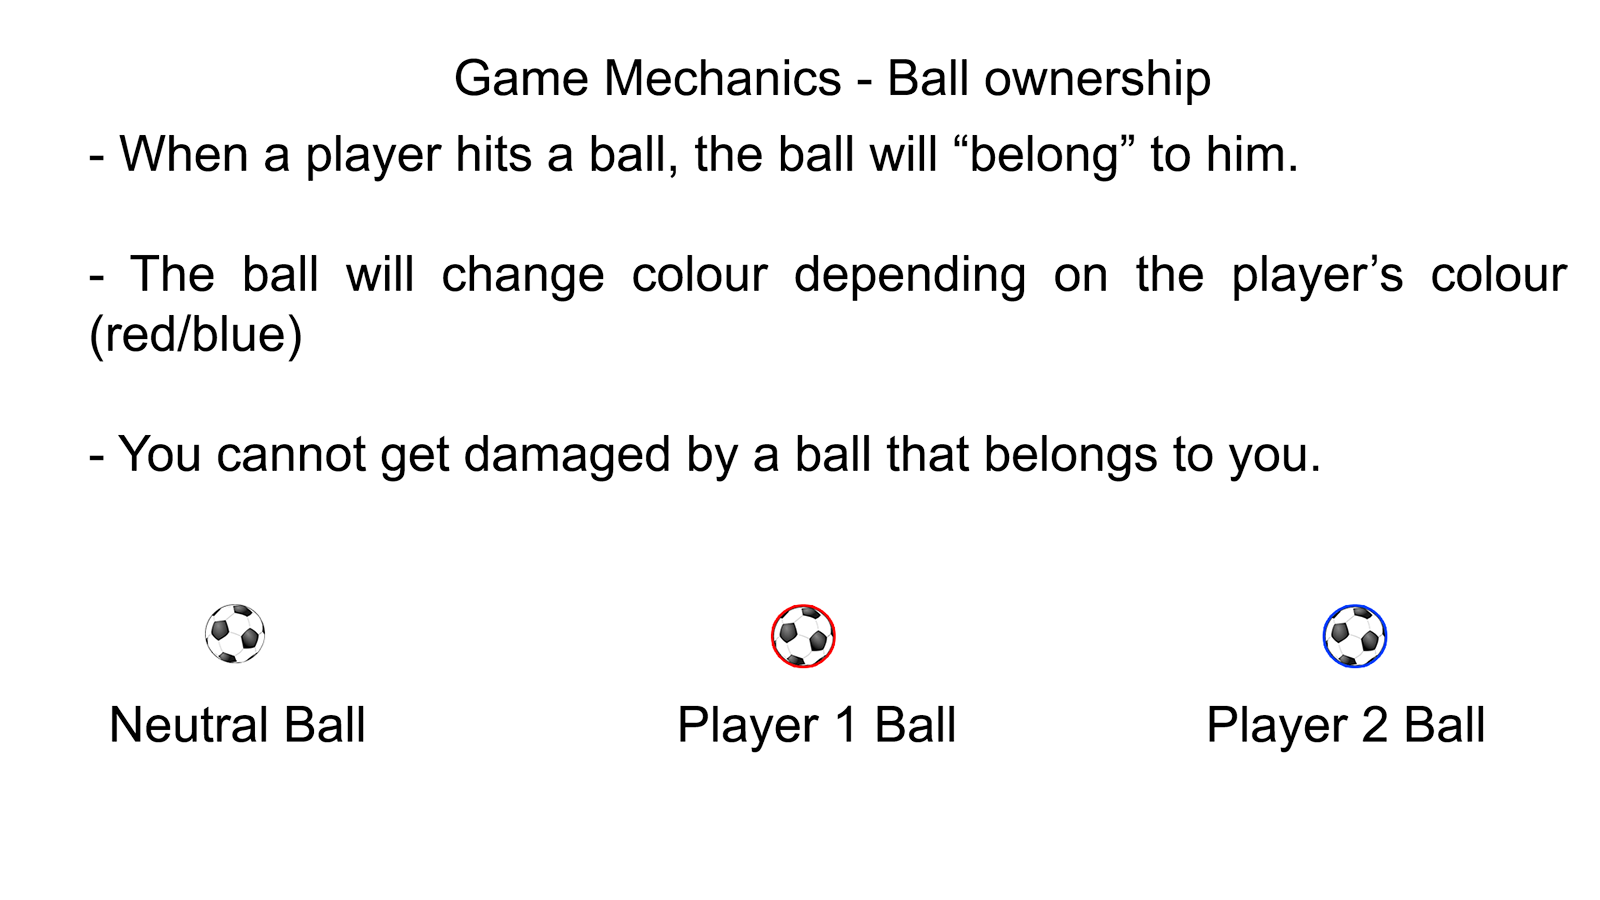 Game Mechanics - Ball ownership
- When a player hits a ball, the ball will “belong” to him.
- The ball will change colour depending on the player’s colour
(red/blue)
- You cannot get damaged by a ball that belongs to you.
Neutral Ball
Player 1 Ball
Player 2 Ball